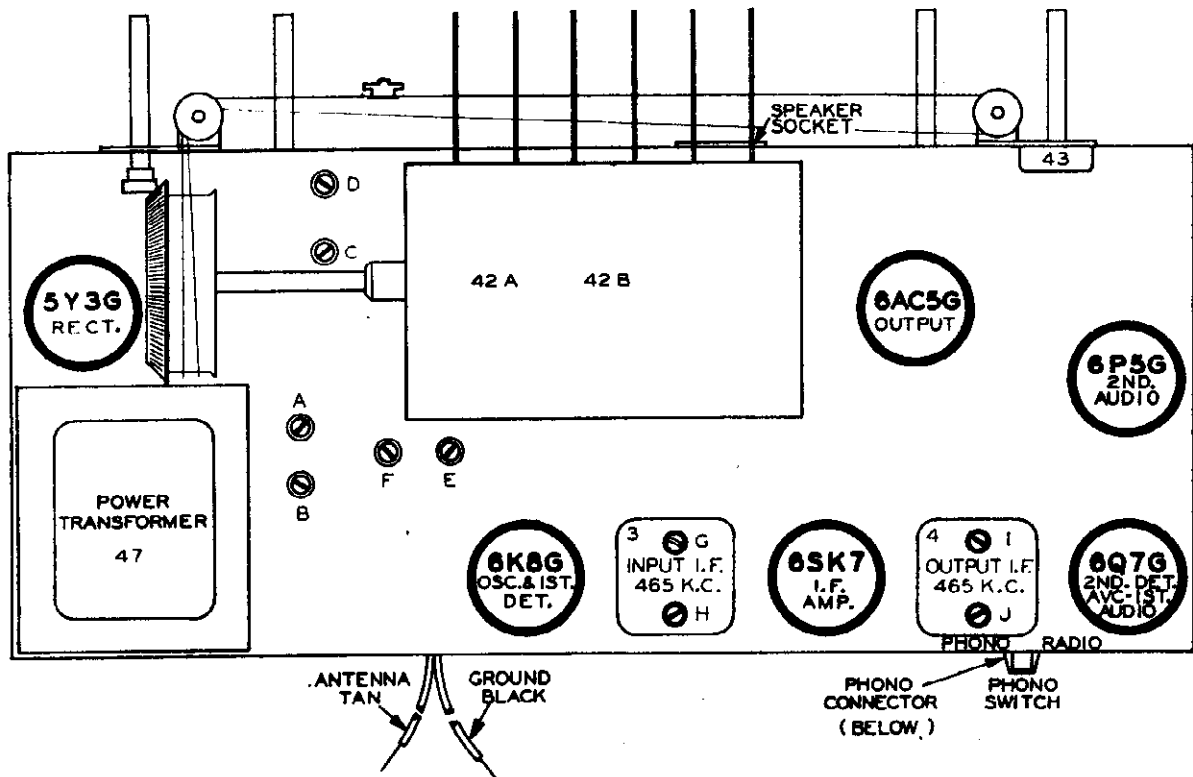 SPEAKER
SOCKET
43
D
C
42 A
42 B
5Y3G
RECT.
6AC5G
OUTPUT
6P5G
2ND.
AUDIO
A
B
F
E
POWER
TRANSFORMER
47
6K8G
OSC.& 1ST.
DET.
3
G
INPUT I.F.
465 K.C.
H
6SK7
I.F.
AMP.
4
I
OUTPUT I.F.
465 K.C.
J
6Q7G
2ND. DET.
AVC-1ST.
AUDIO
PHONO
RADIO
ANTENNA
TAN
GROUND
BLACK
PHONO
CONNECTOR
(BELOW)
PHONO
SWITCH